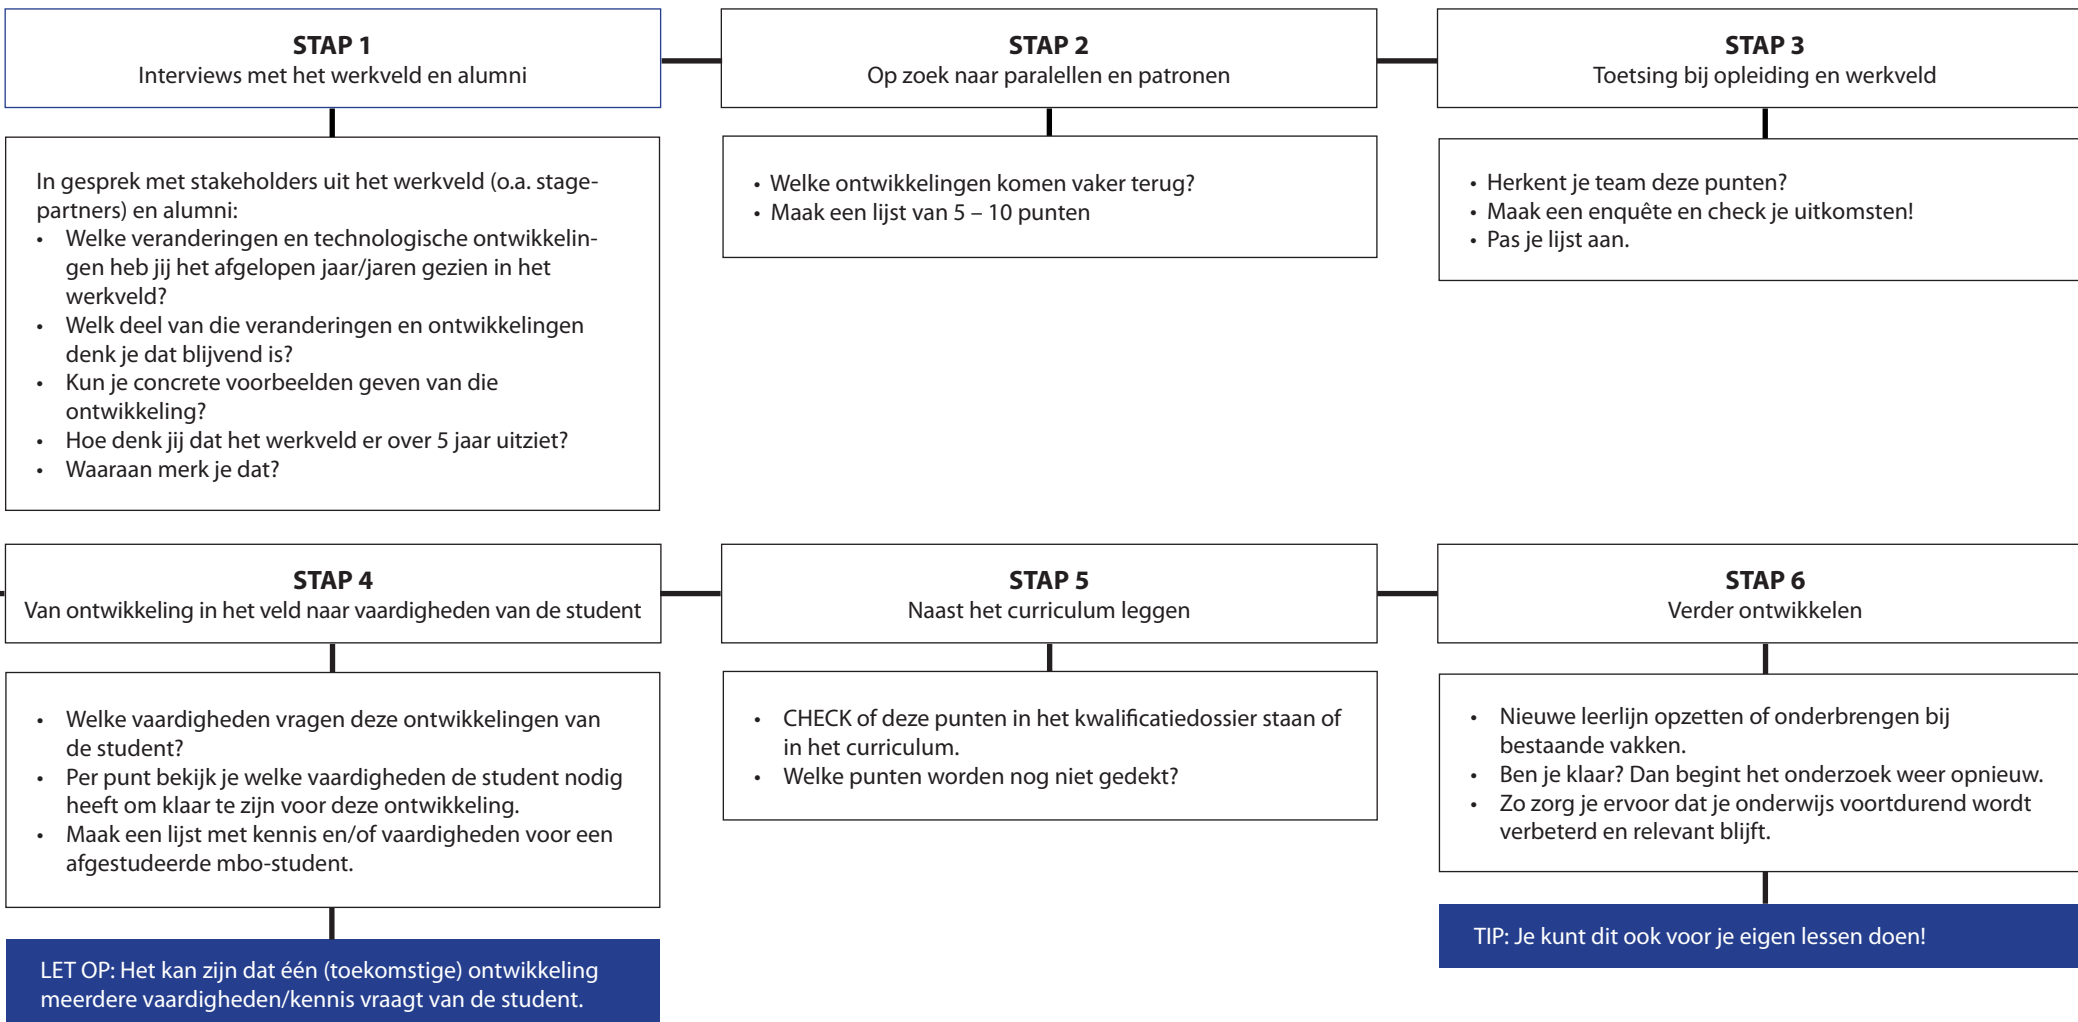 STAP 1
Interviews met het werkveld en alumni
In gesprek met stakeholders uit het werkveld (o.a. stage-
partners) en alumni:
• Welke veranderingen en technologische ontwikkelin-
gen heb jij het afgelopen jaar/jaren gezien in het
werkveld?
• Welk deel van die veranderingen en ontwikkelingen
denk je dat blijvend is?
• Kun je concrete voorbeelden geven van die
ontwikkeling?
• Hoe denk jij dat het werkveld er over 5 jaar uitziet?
• Waaraan merk je dat?
STAP 2
Op zoek naar paralellen en patronen
• Welke ontwikkelingen komen vaker terug?
• Maak een lijst van 5 – 10 punten
STAP 3
Toetsing bij opleiding en werkveld
• Herkent je team deze punten?
• Maak een enquête en check je uitkomsten!
• Pas je lijst aan.
STAP 4
Van ontwikkeling in het veld naar vaardigheden van de student
• Welke vaardigheden vragen deze ontwikkelingen van
de student?
• Per punt bekijk je welke vaardigheden de student nodig
heeft om klaar te zijn voor deze ontwikkeling.
• Maak een lijst met kennis en/of vaardigheden voor een
afgestudeerde mbo-student.
LET OP: Het kan zijn dat één (toekomstige) ontwikkeling
meerdere vaardigheden/kennis vraagt van de student.
STAP 5
Naast het curriculum leggen
• CHECK of deze punten in het kwalificatiedossier staan of
in het curriculum.
• Welke punten worden nog niet gedekt?
STAP 6
Verder ontwikkelen
• Nieuwe leerlijn opzetten of onderbrengen bij
bestaande vakken.
• Ben je klaar? Dan begint het onderzoek weer opnieuw.
• Zo zorg je ervoor dat je onderwijs voortdurend wordt
verbeterd en relevant blijft.
TIP: Je kunt dit ook voor je eigen lessen doen!